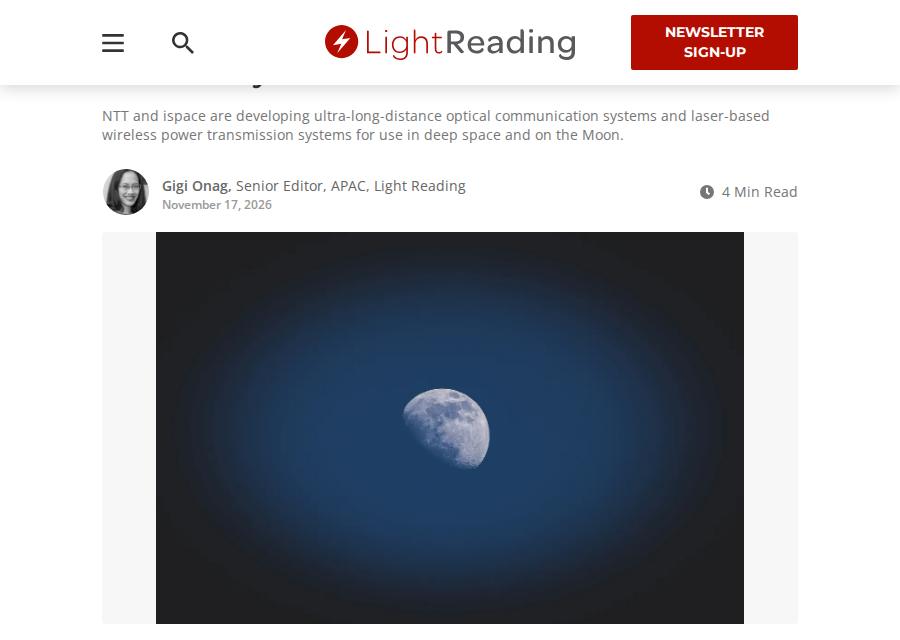 LightReading
NEWSLETTER
SIGN-UP
NTT and ispace are developing ultra-long-distance optical communication systems and laser-based
wireless power transmission systems for use in deep space and on the Moon.
Gigi Onag, Senior Editor, APAC, Light Reading
November 17, 2026
4 Min Read